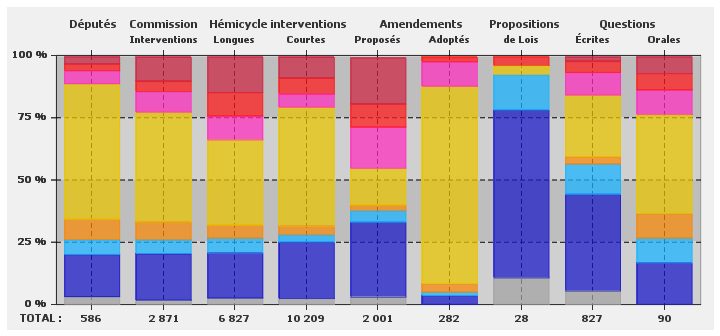 Députés Commission Hémicycle interventions Amendements Propositions Questions
Interventions Longues Courtes Proposés Adoptés de Lois Écrites Orales
100 %
75 %
50 %
25 %
0 %
TOTAL : 586 2 871 6 827 10 209 2 001 282 28 827 90